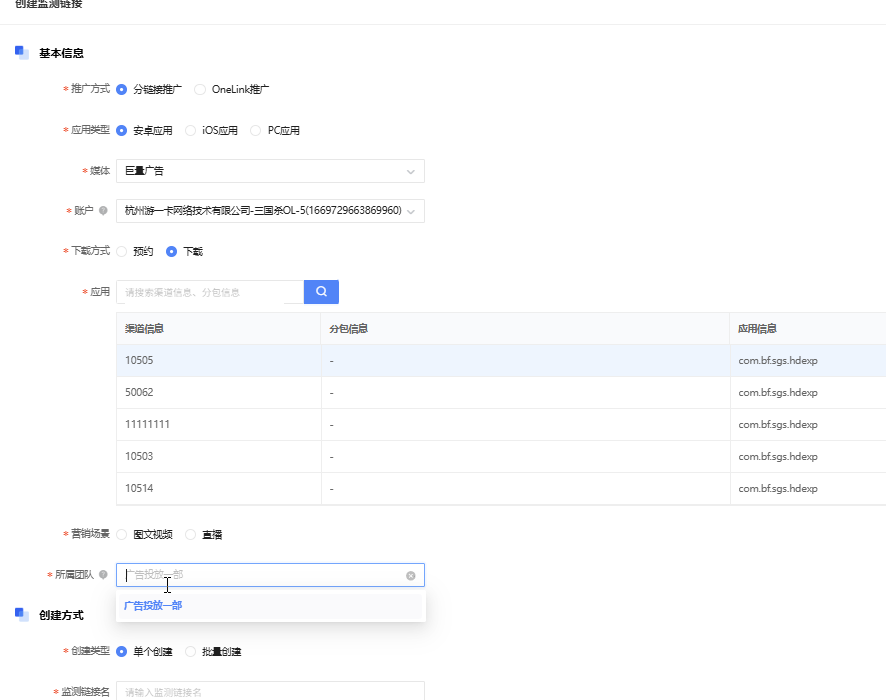 创建监测链接
基本信息
* 推广方式 分链接推广 OneLink推广
* 应用类型 安卓应用 iOS应用 PC应用
* 媒体 巨量广告
* 账户 杭州游一卡网络技术有限公司-三国杀OL-5(1669729663869960)
* 下载方式 预约 下载
* 应用 请搜索渠道信息、分包信息
渠道信息 分包信息 应用信息
10505 - com.bf.sgs.hdexp
50062 - com.bf.sgs.hdexp
11111111 - com.bf.sgs.hdexp
10503 - com.bf.sgs.hdexp
10514 - com.bf.sgs.hdexp
* 营销场景 图文视频 直播
* 所属团队 广告投放一部
广告投放一部
创建方式
* 创建类型 单个创建 批量创建
* 监测链接名 请输入监测链接名